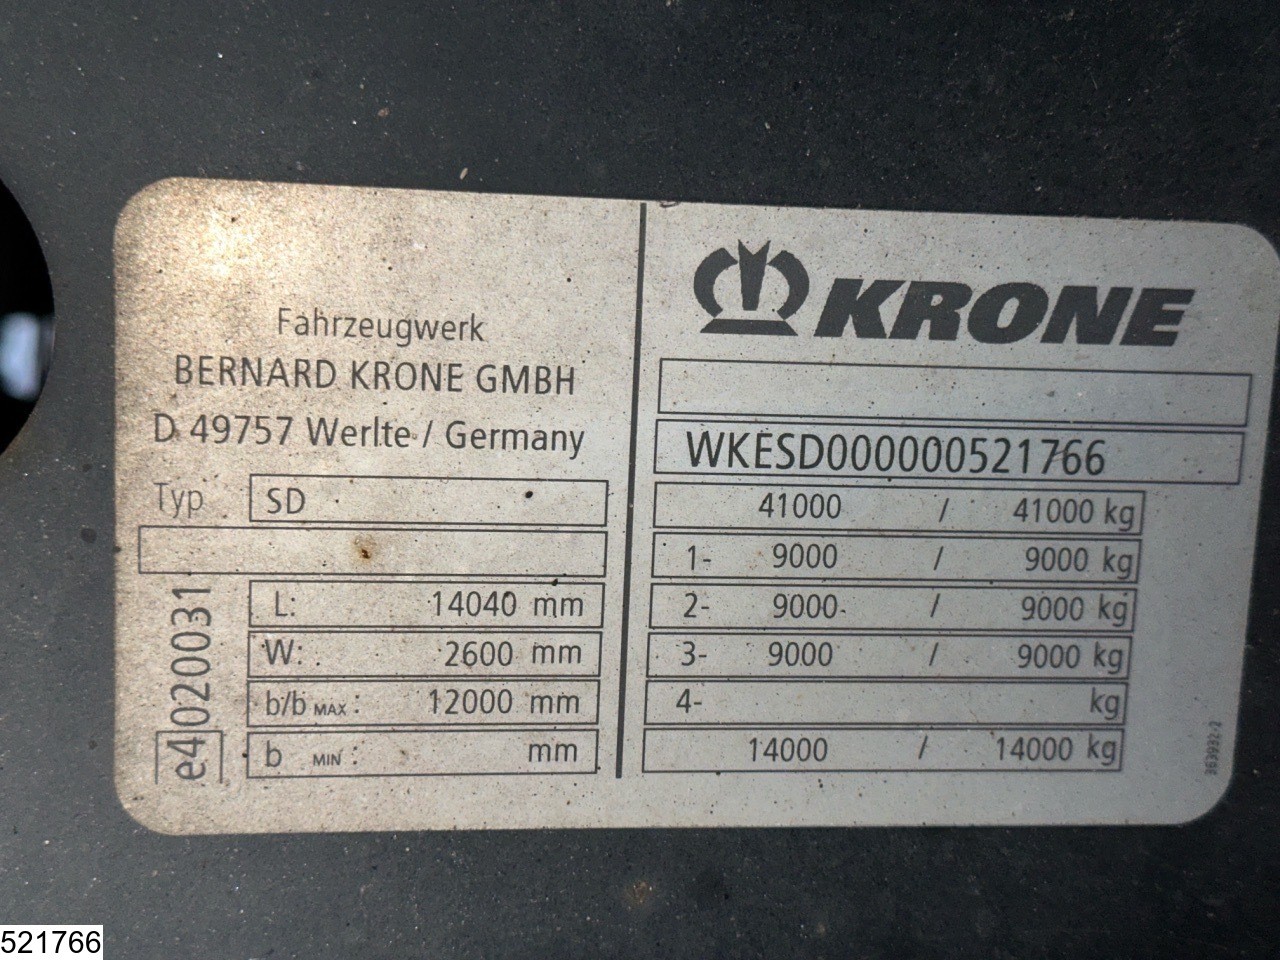 Fahrzeugwerk
BERNARD KRONE GMBH
D 49757 Werlte / Germany
Typ SD
L: 14040 mm
W: 2600 mm
b/b MAX : 12000 mm
b MIN : mm
e4 020031
KRONE
WKESD000000521766
41000 / 41000 kg
1- 9000 / 9000 kg
2- 9000 / 9000 kg
3- 9000 / 9000 kg
4- kg
14000 / 14000 kg
363932-2
521766